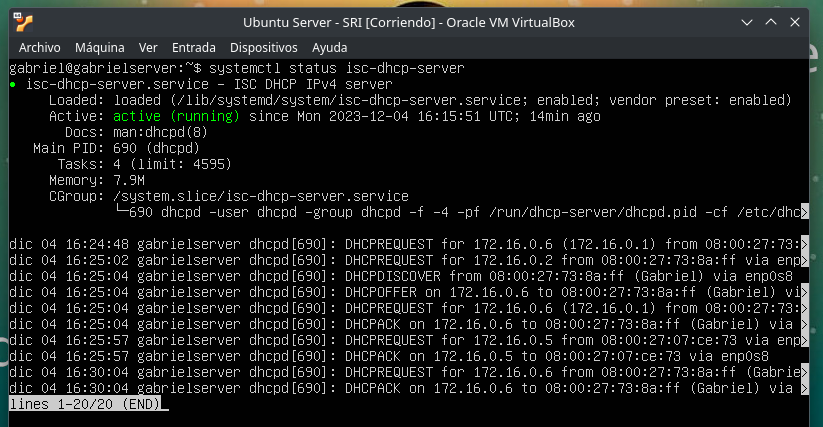 Ubuntu Server - SRI [Corriendo] - Oracle VM VirtualBox
Archivo Máquina Ver Entrada Dispositivos Ayuda
gabriel@gabrielserver:~$ systemctl status isc-dhcp-server
● isc-dhcp-server.service - ISC DHCP IPv4 server
Loaded: loaded (/lib/systemd/system/isc-dhcp-server.service; enabled; vendor preset: enabled)
Active: active (running) since Mon 2023-12-04 16:15:51 UTC; 14min ago
Docs: man:dhcpd(8)
Main PID: 690 (dhcpd)
Tasks: 4 (limit: 4595)
Memory: 7.9M
CGroup: /system.slice/isc-dhcp-server.service
└─690 dhcpd -user dhcpd -group dhcpd -f -4 -pf /run/dhcp-server/dhcpd.pid -cf /etc/dhc>
dic 04 16:24:48 gabrielserver dhcpd[690]: DHCPREQUEST for 172.16.0.6 (172.16.0.1) from 08:00:27:73:>
dic 04 16:25:02 gabrielserver dhcpd[690]: DHCPREQUEST for 172.16.0.2 from 08:00:27:73:8a:ff via enp>
dic 04 16:25:04 gabrielserver dhcpd[690]: DHCPDISCOVER from 08:00:27:73:8a:ff (Gabriel) via enp0s8
dic 04 16:25:04 gabrielserver dhcpd[690]: DHCPOFFER on 172.16.0.6 to 08:00:27:73:8a:ff (Gabriel) vi>
dic 04 16:25:04 gabrielserver dhcpd[690]: DHCPREQUEST for 172.16.0.6 (172.16.0.1) from 08:00:27:73:>
dic 04 16:25:04 gabrielserver dhcpd[690]: DHCPACK on 172.16.0.6 to 08:00:27:73:8a:ff (Gabriel) via >
dic 04 16:25:57 gabrielserver dhcpd[690]: DHCPREQUEST for 172.16.0.5 from 08:00:27:07:ce:73 via enp>
dic 04 16:25:57 gabrielserver dhcpd[690]: DHCPACK on 172.16.0.5 to 08:00:27:07:ce:73 via enp0s8
dic 04 16:30:04 gabrielserver dhcpd[690]: DHCPREQUEST for 172.16.0.6 from 08:00:27:73:8a:ff (Gabrie>
dic 04 16:30:04 gabrielserver dhcpd[690]: DHCPACK on 172.16.0.6 to 08:00:27:73:8a:ff (Gabriel) via >
lines 1-20/20 (END)